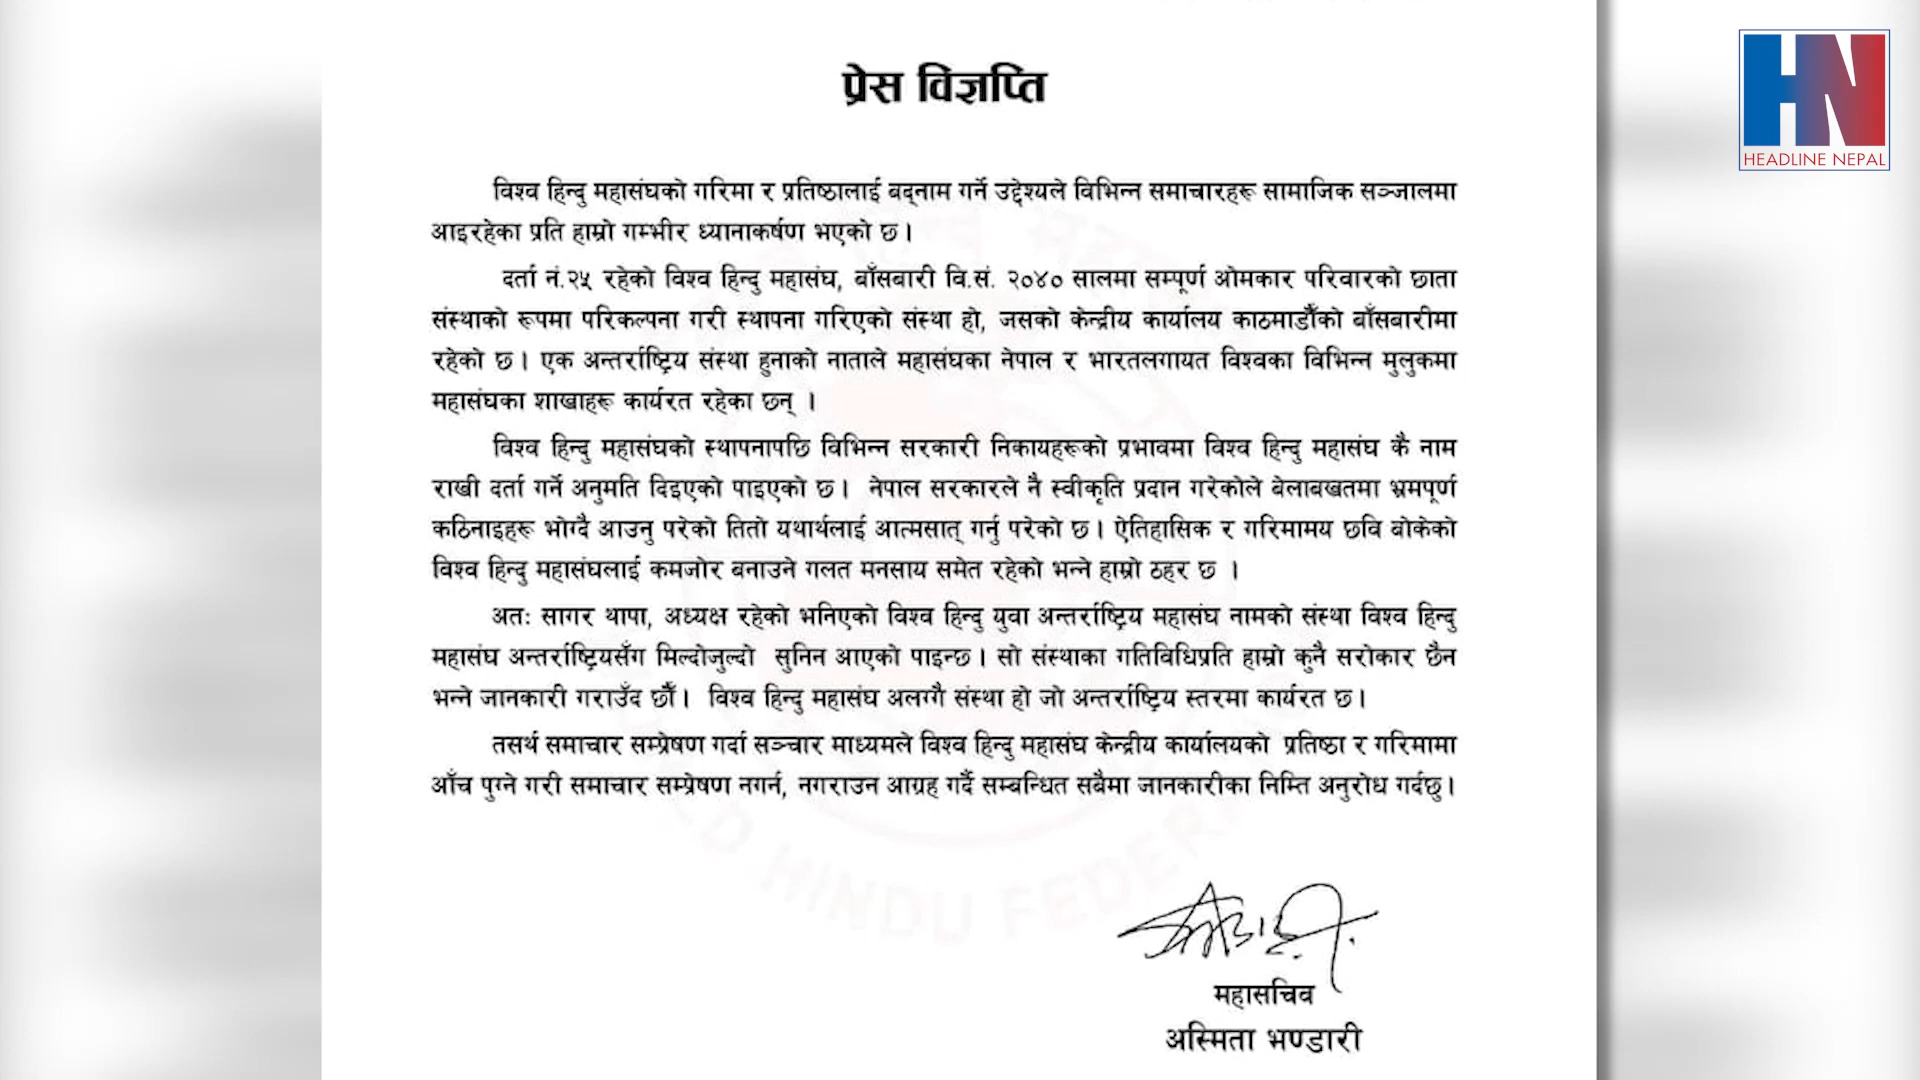 HN
HEADLINE NEPAL
प्रेस विज्ञप्ति
विश्व हिन्दु महासंघको गरिमा र प्रतिष्ठालाई बद्नाम गर्ने उद्देश्यले विभिन्न समाचारहरू सामाजिक सञ्जालमा
आइरहेका प्रति हाम्रो गम्भीर ध्यानाकर्षण भएको छ।
दर्ता नं.२५ रहेको विश्व हिन्दु महासंघ, बाँसबारी वि.सं. २०४० सालमा सम्पूर्ण ओमकार परिवारको छाता
संस्थाको रूपमा परिकल्पना गरी स्थापना गरिएको संस्था हो, जसको केन्द्रीय कार्यालय काठमाडौँको बाँसबारीमा
रहेको छ। एक अन्तर्राष्ट्रिय संस्था हुनाको नाताले महासंघका नेपाल र भारतलगायत विश्वका विभिन्न मुलुकमा
महासंघका शाखाहरू कार्यरत रहेका छन् ।
विश्व हिन्दु महासंघको स्थापनापछि विभिन्न सरकारी निकायहरूको प्रभावमा विश्व हिन्दु महासंघ कै नाम
राखी दर्ता गर्ने अनुमति दिइएको पाइएको छ। नेपाल सरकारले नै स्वीकृति प्रदान गरेकोले बेलाबखतमा भ्रमपूर्ण
कठिनाइहरू भोग्दै आउनु परेको तितो यथार्थलाई आत्मसात् गर्नु परेको छ। ऐतिहासिक र गरिमामय छवि बोकेको
विश्व हिन्दु महासंघलाई कमजोर बनाउने गलत मनसाय समेत रहेको भन्ने हाम्रो ठहर छ ।
अतः सागर थापा, अध्यक्ष रहेको भनिएको विश्व हिन्दु युवा अन्तर्राष्ट्रिय महासंघ नामको संस्था विश्व हिन्दु
महासंघ अन्तर्राष्ट्रियसँग मिल्दोजुल्दो सुनिन आएको पाइन्छ। सो संस्थाका गतिविधिप्रति हाम्रो कुनै सरोकार छैन
भन्ने जानकारी गराउँद छौँ। विश्व हिन्दु महासंघ अलग्गै संस्था हो जो अन्तर्राष्ट्रिय स्तरमा कार्यरत छ।
तसर्थ समाचार सम्प्रेषण गर्दा सञ्चार माध्यमले विश्व हिन्दु महासंघ केन्द्रीय कार्यालयको प्रतिष्ठा र गरिमामा
आँच पुग्ने गरी समाचार सम्प्रेषण नगर्न, नगराउन आग्रह गर्दै सम्बन्धित सबैमा जानकारीका निम्ति अनुरोध गर्दछु।
महासचिव
अस्मिता भण्डारी